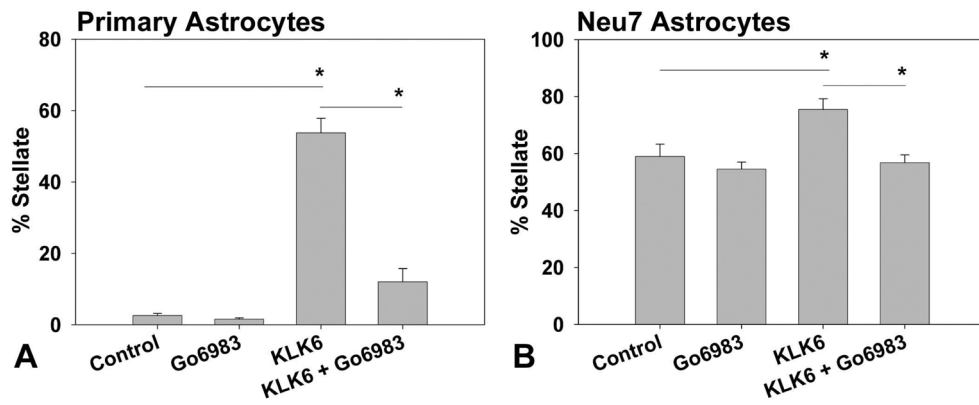 Primary Astrocytes
80
60
40
20
0
% Stellate
*
*
Control
Go6983
KLK6
KLK6 + Go6983
A
Neu7 Astrocytes
100
80
60
40
20
0
% Stellate
*
*
Control
Go6983
KLK6
KLK6 + Go6983
B